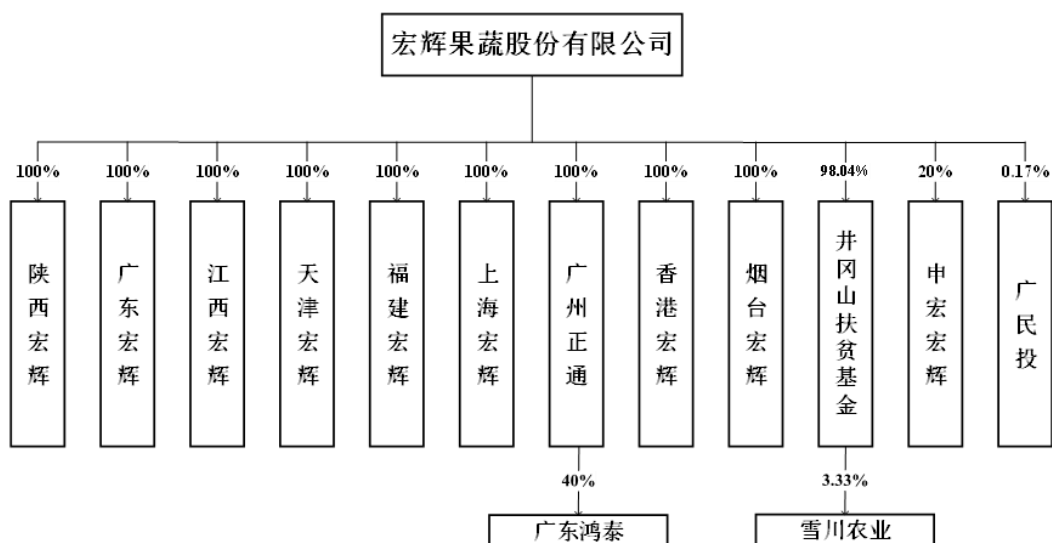 宏辉果蔬股份有限公司
100% 100% 100% 100% 100% 100% 100% 100% 100% 98.04% 20% 0.17%
陕西宏辉
广东宏辉
江西宏辉
天津宏辉
福建宏辉
上海宏辉
广州正通
香港宏辉
烟台宏辉
井冈山扶贫基金
申宏宏辉
广民投
40% 3.33%
广东鸿泰 雪川农业